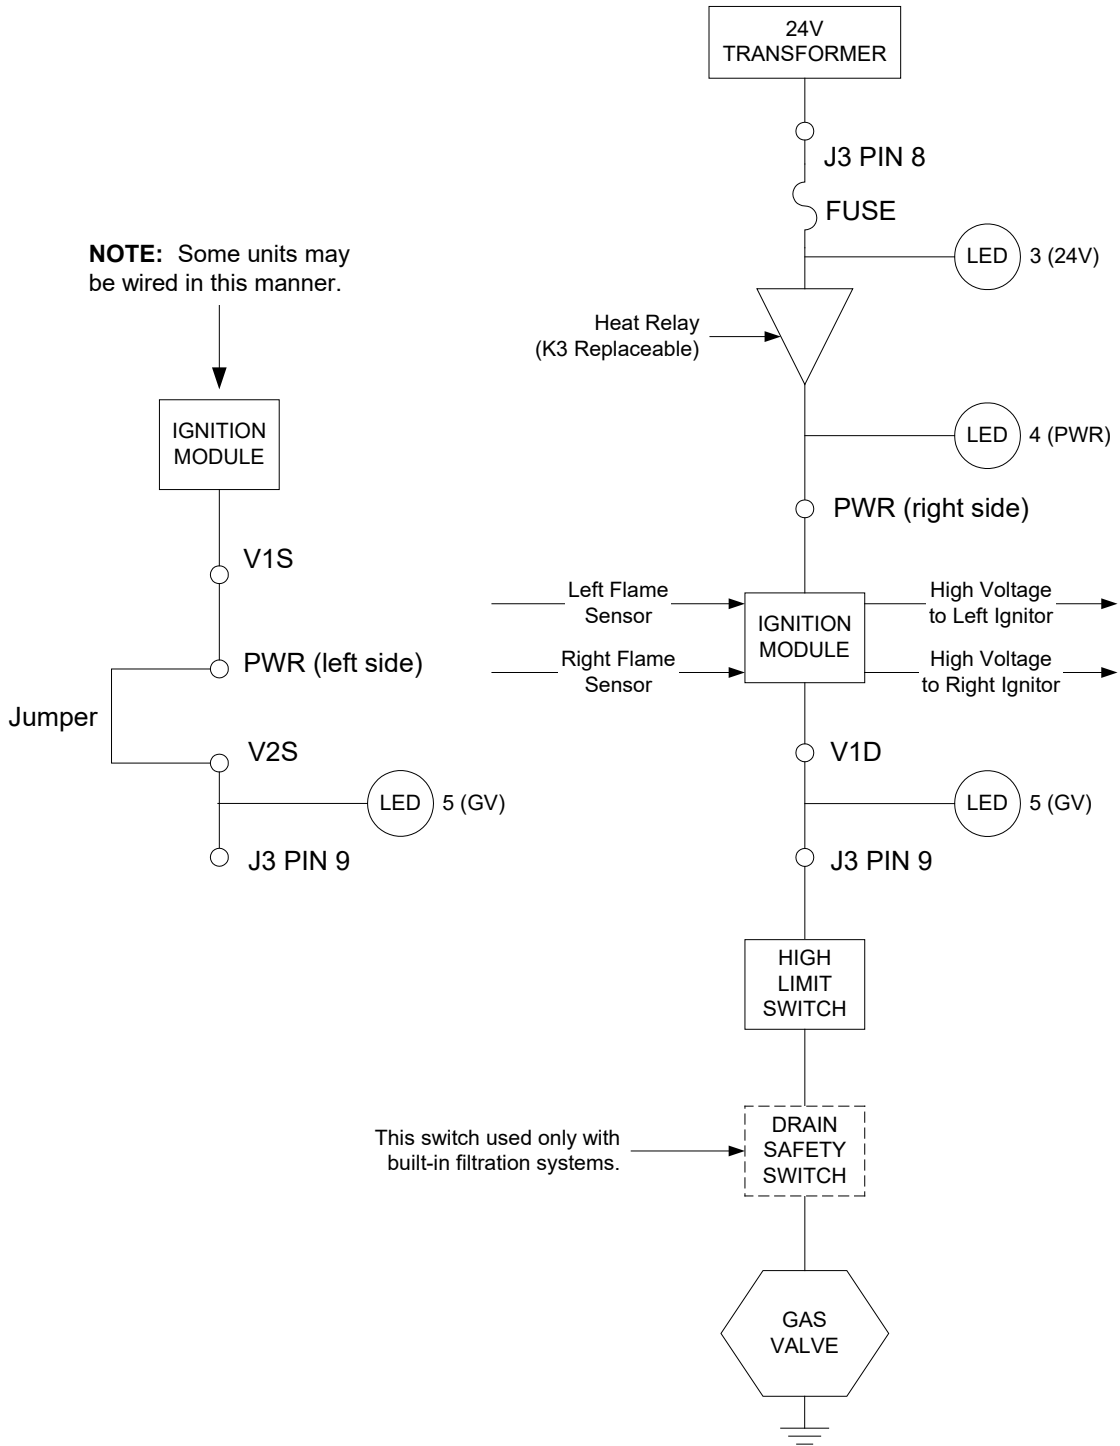 24V
TRANSFORMER
J3 PIN 8
FUSE
LED 3 (24V)
Heat Relay
(K3 Replaceable)
LED 4 (PWR)
PWR (right side)
Left Flame
Sensor
Right Flame
Sensor
IGNITION
MODULE
High Voltage
to Left Ignitor
High Voltage
to Right Ignitor
V1D
LED 5 (GV)
J3 PIN 9
HIGH
LIMIT
SWITCH
This switch used only with
built-in filtration systems.
DRAIN
SAFETY
SWITCH
GAS
VALVE
NOTE: Some units may
be wired in this manner.
IGNITION
MODULE
V1S
PWR (left side)
Jumper
V2S
LED 5 (GV)
J3 PIN 9